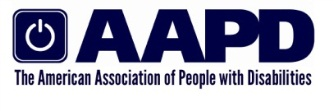 AAPD
The American Association of People with Disabilities